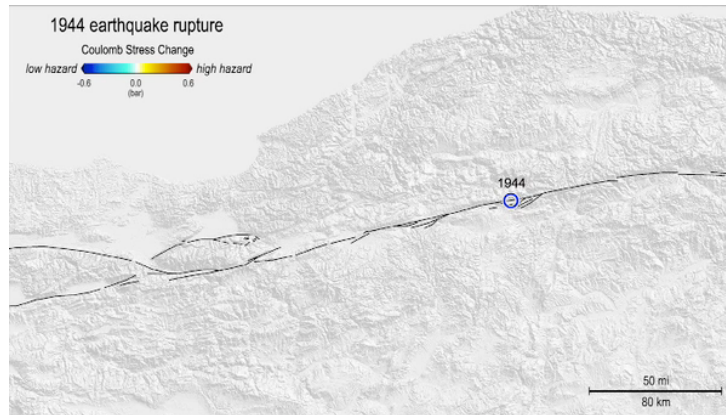 1944 earthquake rupture
Coulomb Stress Change
low hazard high hazard
-0.6 0.0 0.6
(bar)
1944
50 mi
80 km